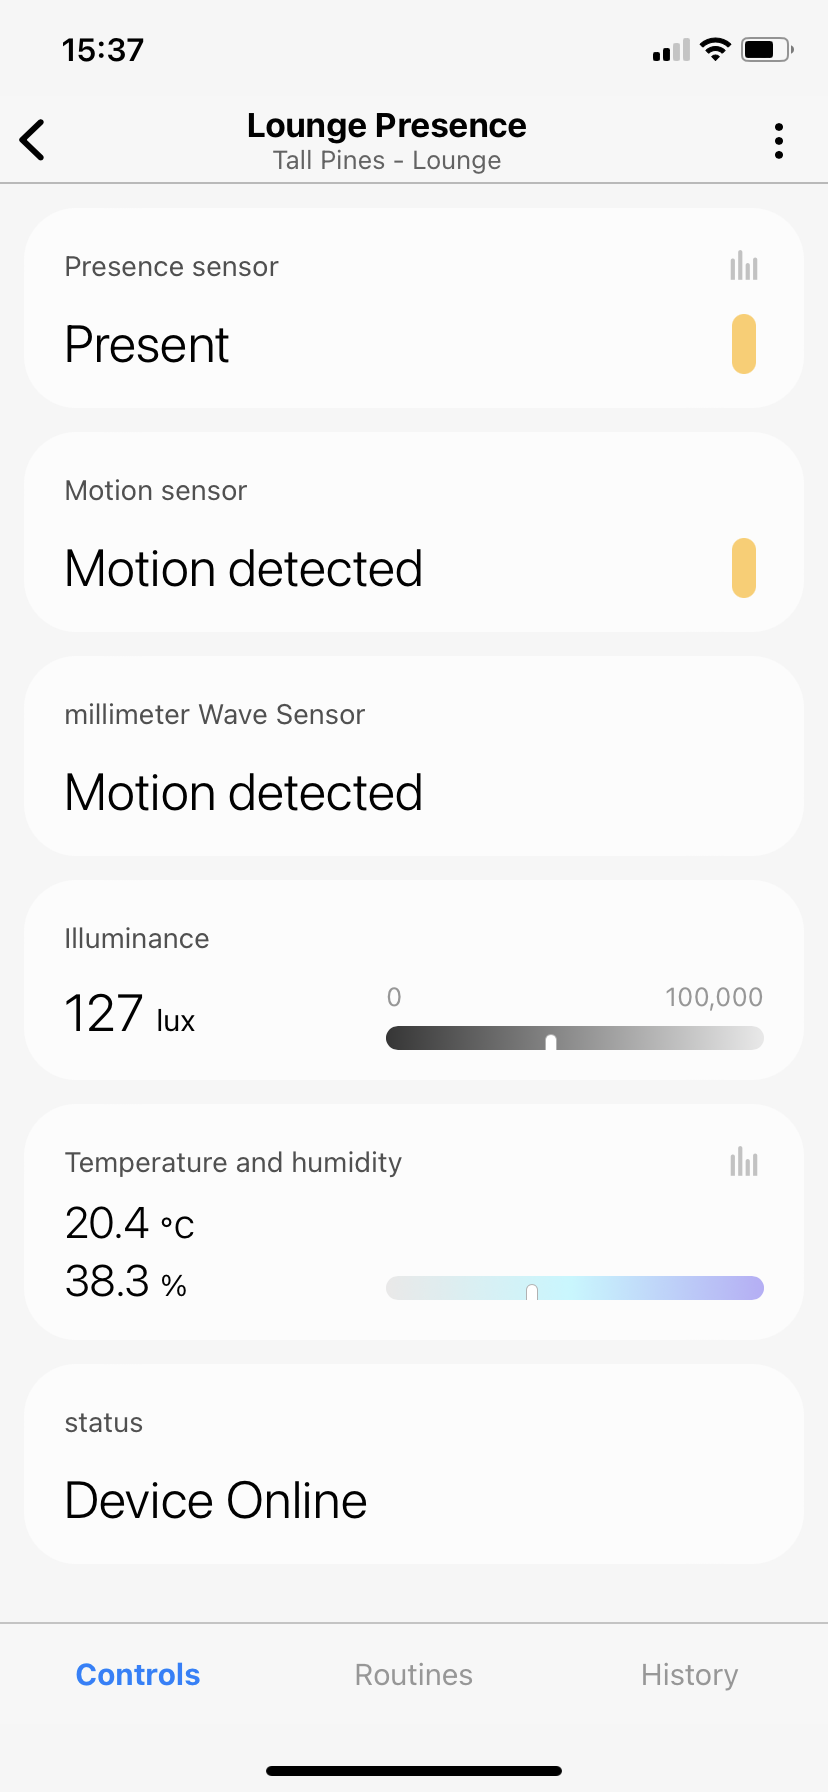 15:37
Lounge Presence
Tall Pines - Lounge
Presence sensor
Present
Motion sensor
Motion detected
millimeter Wave Sensor
Motion detected
Illuminance
127 lux
0 100,000
Temperature and humidity
20.4 °C
38.3 %
status
Device Online
Controls Routines History